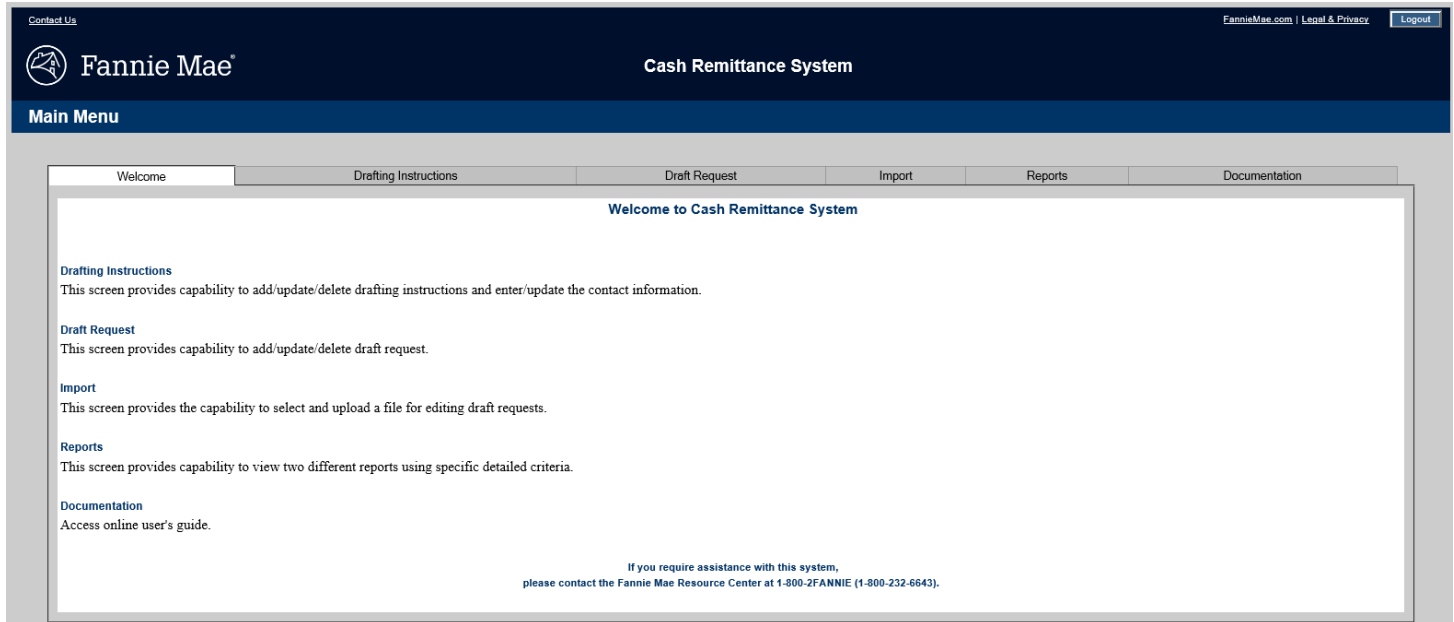 Contact Us
FannieMae.com | Legal & Privacy
Logout
Fannie Mae®
Cash Remittance System
Main Menu
Welcome
Drafting Instructions
Draft Request
Import
Reports
Documentation
Welcome to Cash Remittance System
Drafting Instructions
This screen provides capability to add/update/delete drafting instructions and enter/update the contact information.
Draft Request
This screen provides capability to add/update/delete draft request.
Import
This screen provides the capability to select and upload a file for editing draft requests.
Reports
This screen provides capability to view two different reports using specific detailed criteria.
Documentation
Access online user's guide.
If you require assistance with this system,
please contact the Fannie Mae Resource Center at 1-800-2FANNIE (1-800-232-6643).